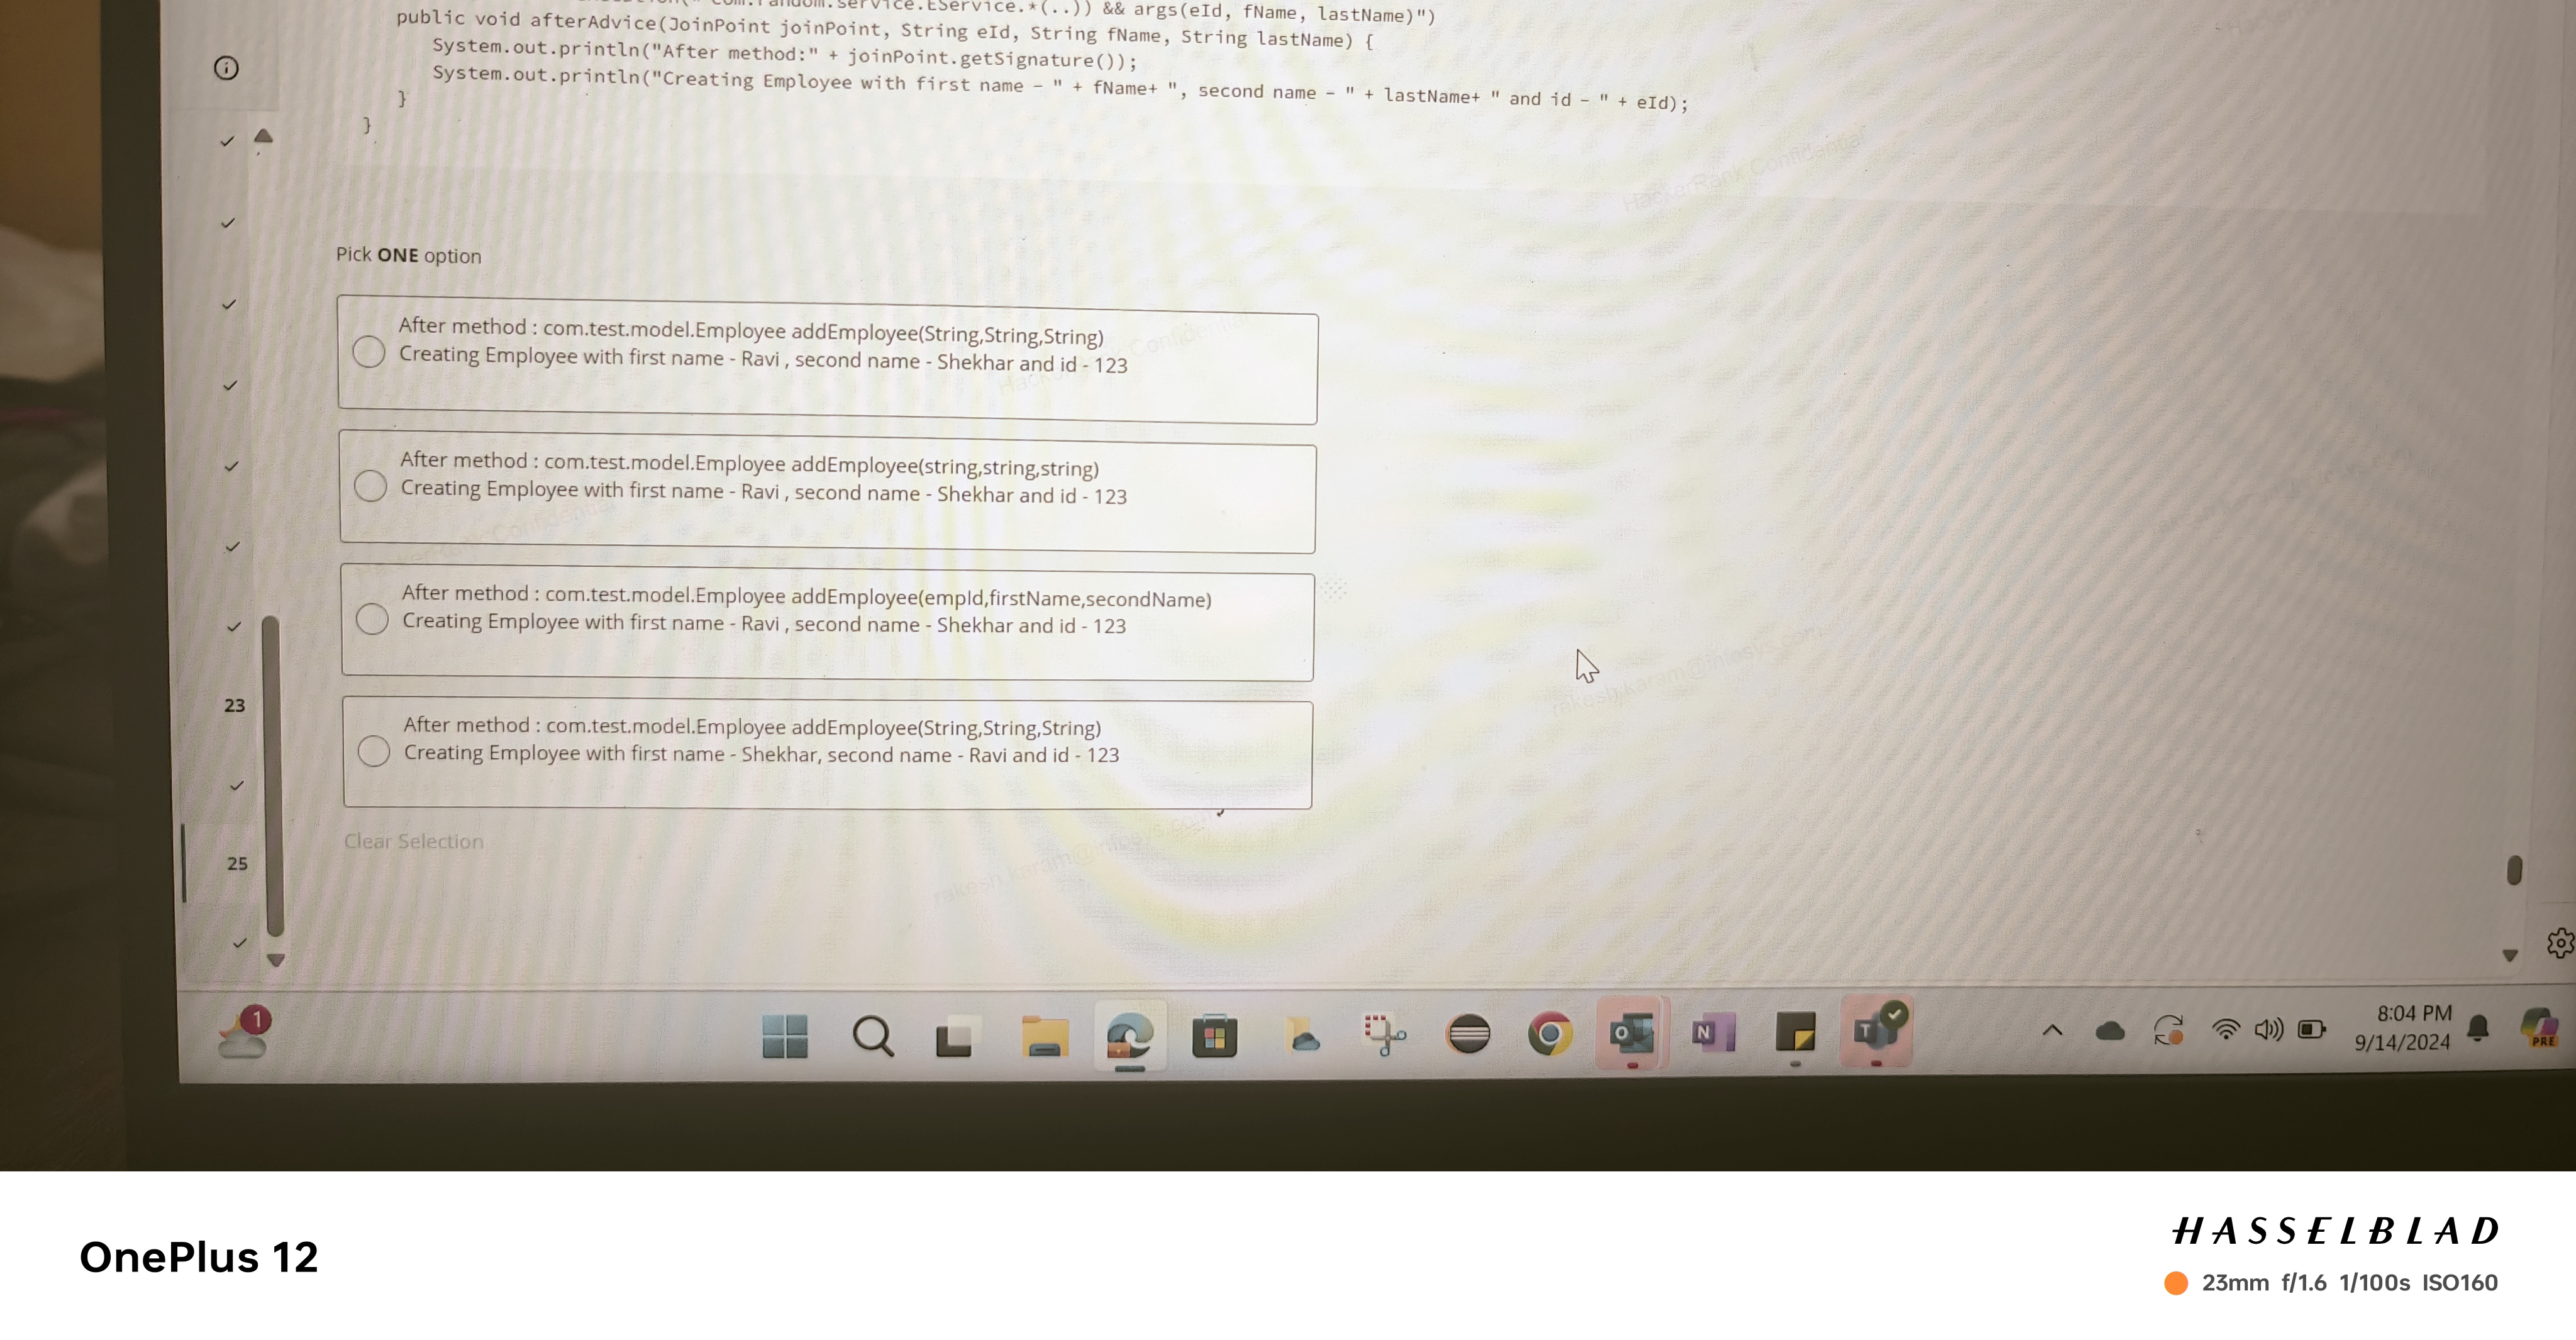 service.EService.*(..)) && args(eId, fName, lastName)")
public void afterAdvice(JoinPoint joinPoint, String eId, String fName, String lastName) {
System.out.println("After method:" + joinPoint.getSignature());
System.out.println("Creating Employee with first name - " + fName+ ", second name - " + lastName+ " and id - " + eId);
}
}
HackerRank Confidential
Pick ONE option
After method : com.test.model.Employee addEmployee(String,String,String)
Creating Employee with first name - Ravi , second name - Shekhar and id - 123
After method : com.test.model.Employee addEmployee(string,string,string)
Creating Employee with first name - Ravi , second name - Shekhar and id - 123
After method : com.test.model.Employee addEmployee(empId,firstName,secondName)
Creating Employee with first name - Ravi , second name - Shekhar and id - 123
23
After method : com.test.model.Employee addEmployee(String,String,String)
Creating Employee with first name - Shekhar, second name - Ravi and id - 123
Clear Selection
25
1
8:04 PM
9/14/2024
PRE
OnePlus 12
HASSELBLAD
23mm f/1.6 1/100s ISO160